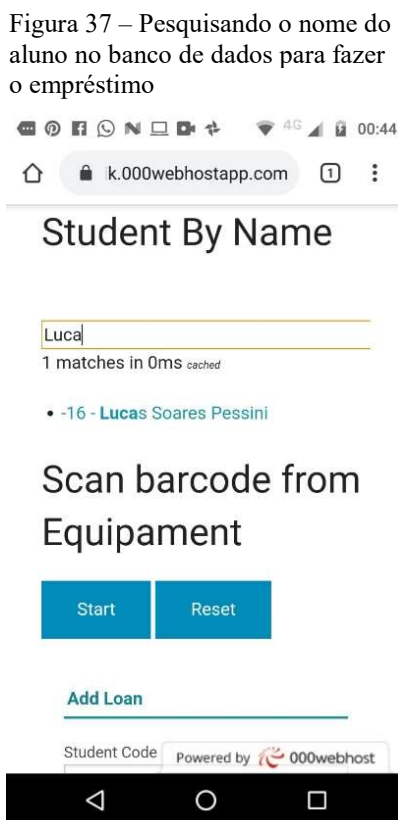 Figura 37 – Pesquisando o nome do
aluno no banco de dados para fazer
o empréstimo
4G 00:44
k.000webhostapp.com 1
Student By Name
Luca
1 matches in 0ms cached
• -16 - Lucas Soares Pessini
Scan barcode from
Equipament
Start Reset
Add Loan
Student Code
Powered by 000webhost